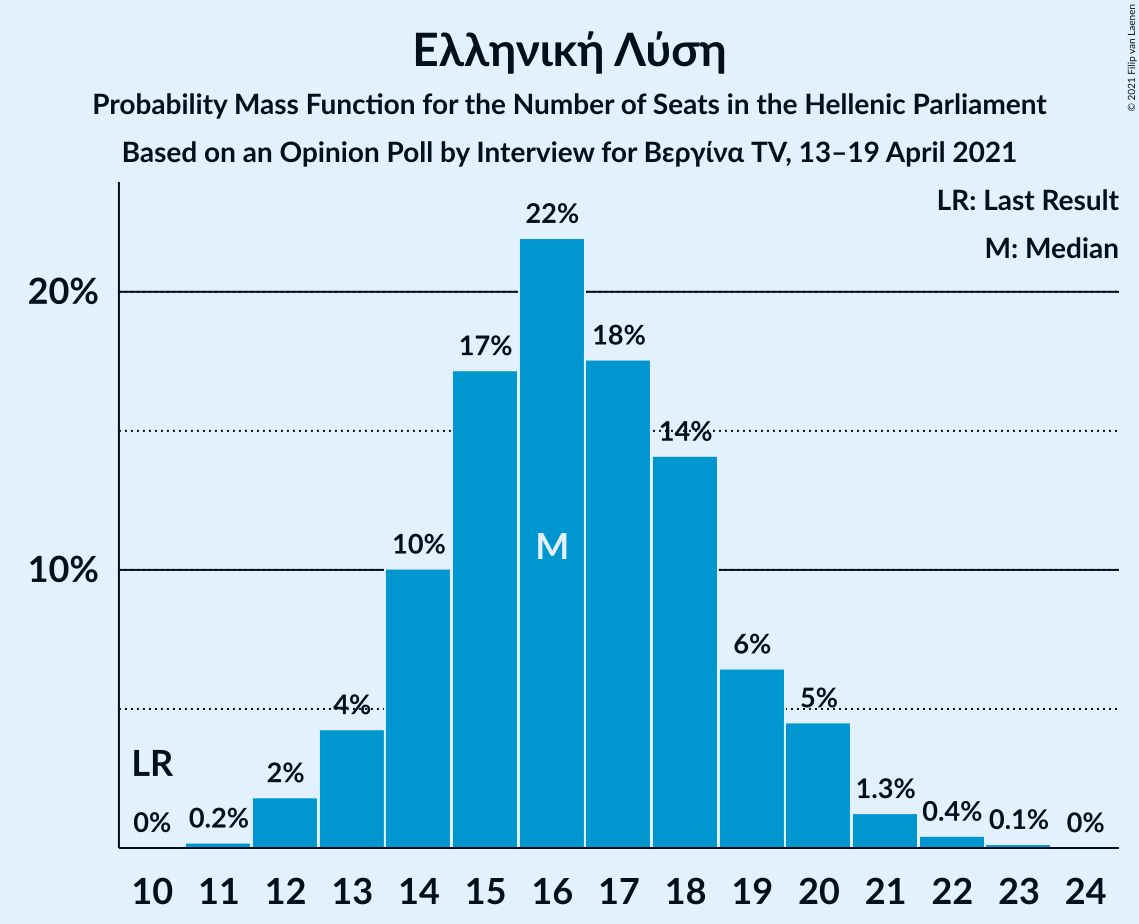 Ελληνική Λύση
Probability Mass Function for the Number of Seats in the Hellenic Parliament
Based on an Opinion Poll by Interview for Βεργίνα TV, 13–19 April 2021
© 2021 Filip van Laenen
LR: Last Result
M: Median
20%
10%
LR
M
0%
0.2%
2%
4%
10%
17%
22%
18%
14%
6%
5%
1.3%
0.4%
0.1%
0%
10 11 12 13 14 15 16 17 18 19 20 21 22 23 24